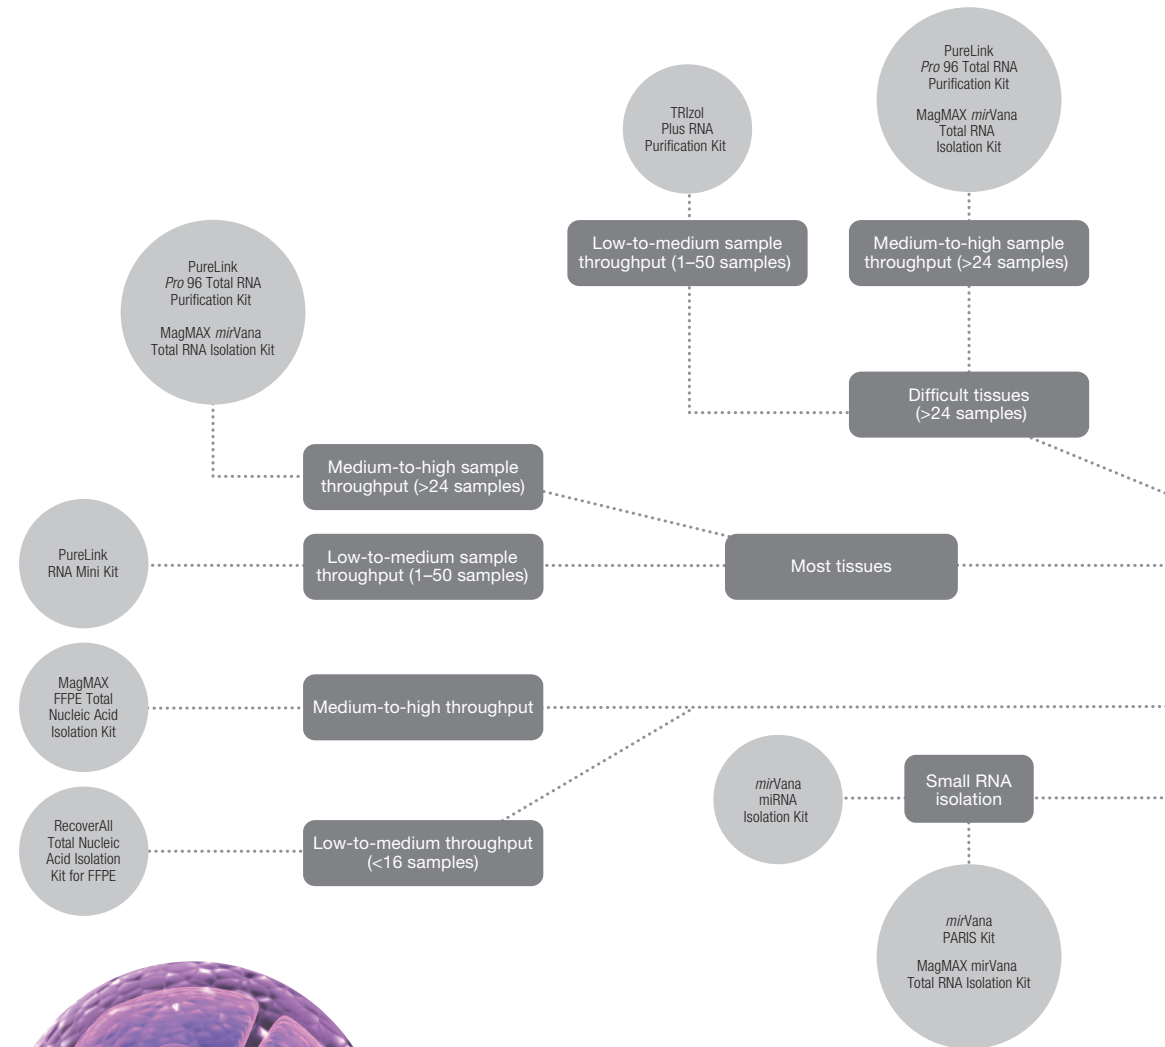 PureLink
Pro 96 Total RNA
Purification Kit
MagMAX mirVana
Total RNA
Isolation Kit
TRIzol
Plus RNA
Purification Kit
Low-to-medium sample
throughput (1–50 samples)
Medium-to-high sample
throughput (>24 samples)
PureLink
Pro 96 Total RNA
Purification Kit
MagMAX mirVana
Total RNA Isolation Kit
Difficult tissues
(>24 samples)
Medium-to-high sample
throughput (>24 samples)
PureLink
RNA Mini Kit
Low-to-medium sample
throughput (1–50 samples)
Most tissues
MagMAX
FFPE Total
Nucleic Acid
Isolation Kit
Medium-to-high throughput
mirVana
miRNA
Isolation Kit
Small RNA
isolation
RecoverAll
Total Nucleic
Acid Isolation
Kit for FFPE
Low-to-medium throughput
(<16 samples)
mirVana
PARIS Kit
MagMAX mirVana
Total RNA Isolation Kit